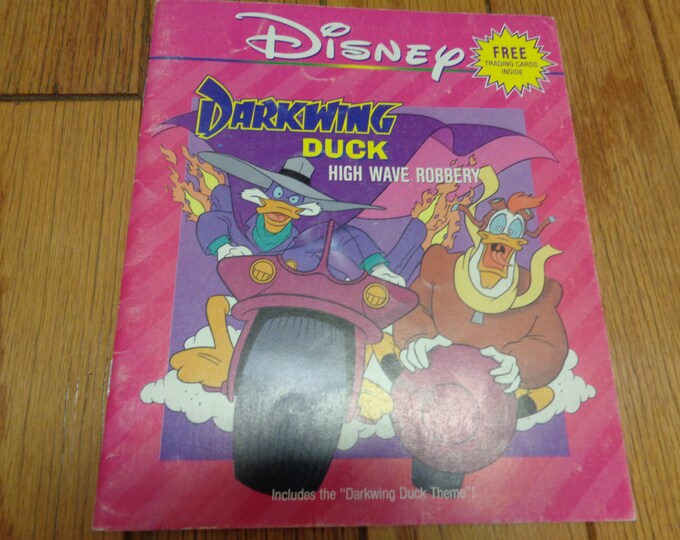 DISNEY
FREE
TRADING CARDS
INSIDE
DARKWING
DUCK
HIGH WAVE ROBBERY
Includes the "Darkwing Duck Theme"!